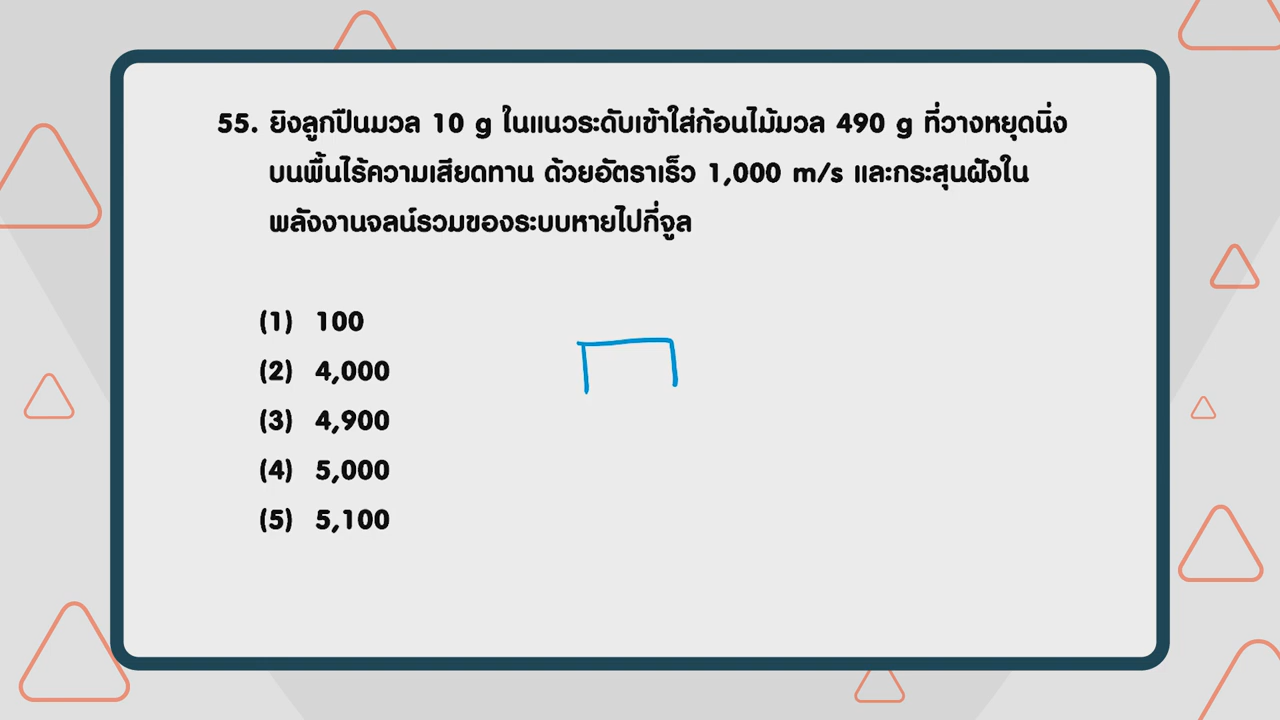 55. ยิงลูกปืนมวล 10 g ในแนวระดับเข้าใส่ก้อนไม้มวล 490 g ที่วางหยุดนิ่ง
บนพื้นไร้ความเสียดทาน ด้วยอัตราเร็ว 1,000 m/s และกระสุนฝังใน
พลังงานจลน์รวมของระบบหายไปกี่จูล
(1) 100
(2) 4,000
(3) 4,900
(4) 5,000
(5) 5,100